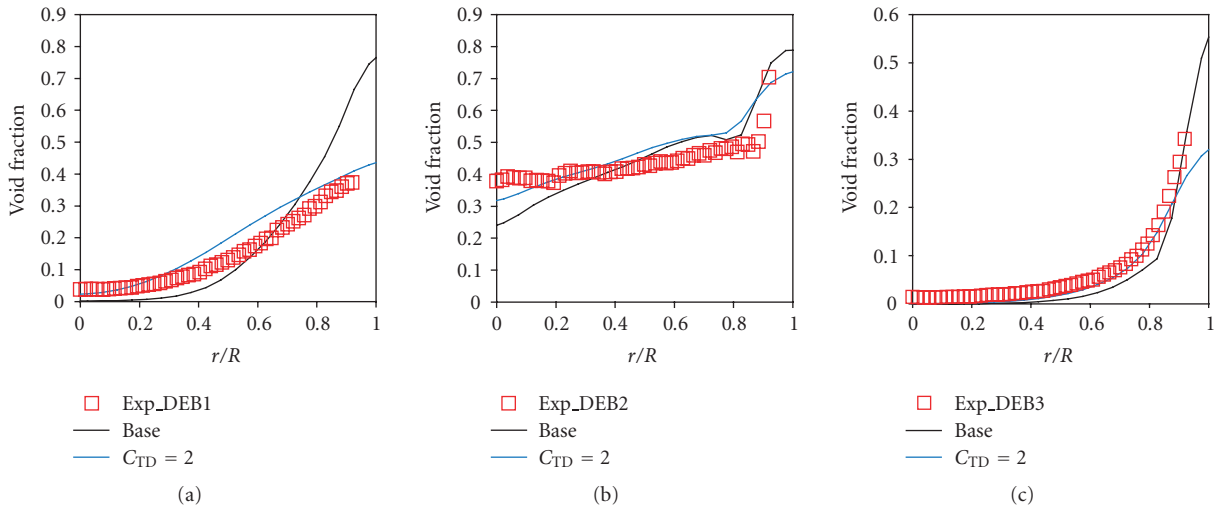 0.9
0.8
0.7
0.6
0.5
0.4
0.3
0.2
0.1
0
Void fraction
0 0.2 0.4 0.6 0.8 1
r/R
Exp_DEB1
Base
C_TD = 2
(a)
0.9
0.8
0.7
0.6
0.5
0.4
0.3
0.2
0.1
0
Void fraction
0 0.2 0.4 0.6 0.8 1
r/R
Exp_DEB2
Base
C_TD = 2
(b)
0.6
0.5
0.4
0.3
0.2
0.1
0
Void fraction
0 0.2 0.4 0.6 0.8 1
r/R
Exp_DEB3
Base
C_TD = 2
(c)